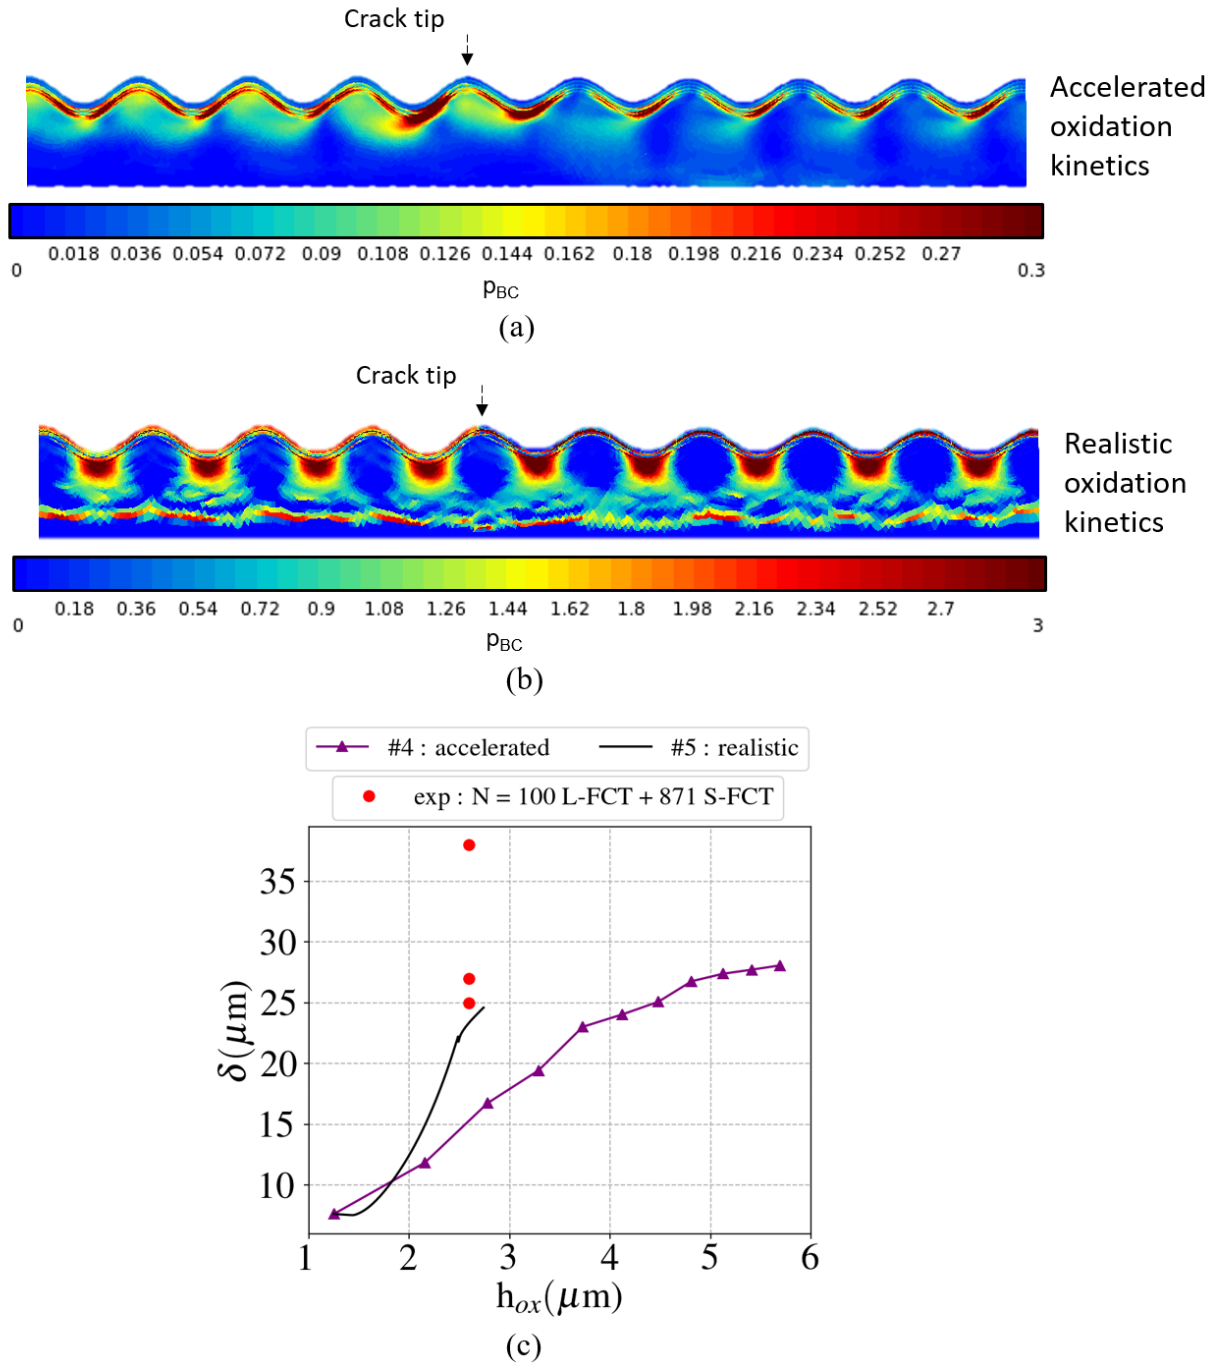 Crack tip
Accelerated
oxidation
kinetics
0 0.018 0.036 0.054 0.072 0.09 0.108 0.126 0.144 0.162 0.18 0.198 0.216 0.234 0.252 0.27 0.3
pBC
(a)
Crack tip
Realistic
oxidation
kinetics
0 0.18 0.36 0.54 0.72 0.9 1.08 1.26 1.44 1.62 1.8 1.98 2.16 2.34 2.52 2.7 3
pBC
(b)
#4 : accelerated #5 : realistic
exp : N = 100 L-FCT + 871 S-FCT
35
30
25
20
15
10
δ(μm)
1 2 3 4 5 6
hox(μm)
(c)